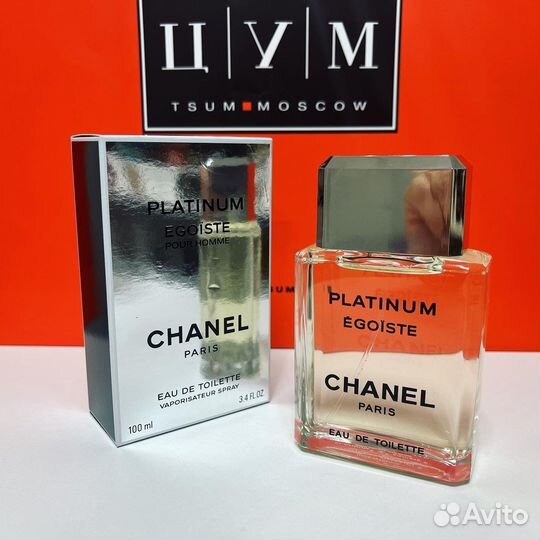 Ц|У|М
TSUM MOSCOW
PLATINUM
ÉGOÏSTE
POUR HOMME
CHANEL
PARIS
EAU DE TOILETTE
VAPORISATEUR SPRAY
100 ml
3.4 FL.OZ
PLATINUM
ÉGOÏSTE
CHANEL
PARIS
EAU DE TOILETTE
TSUM
Avito